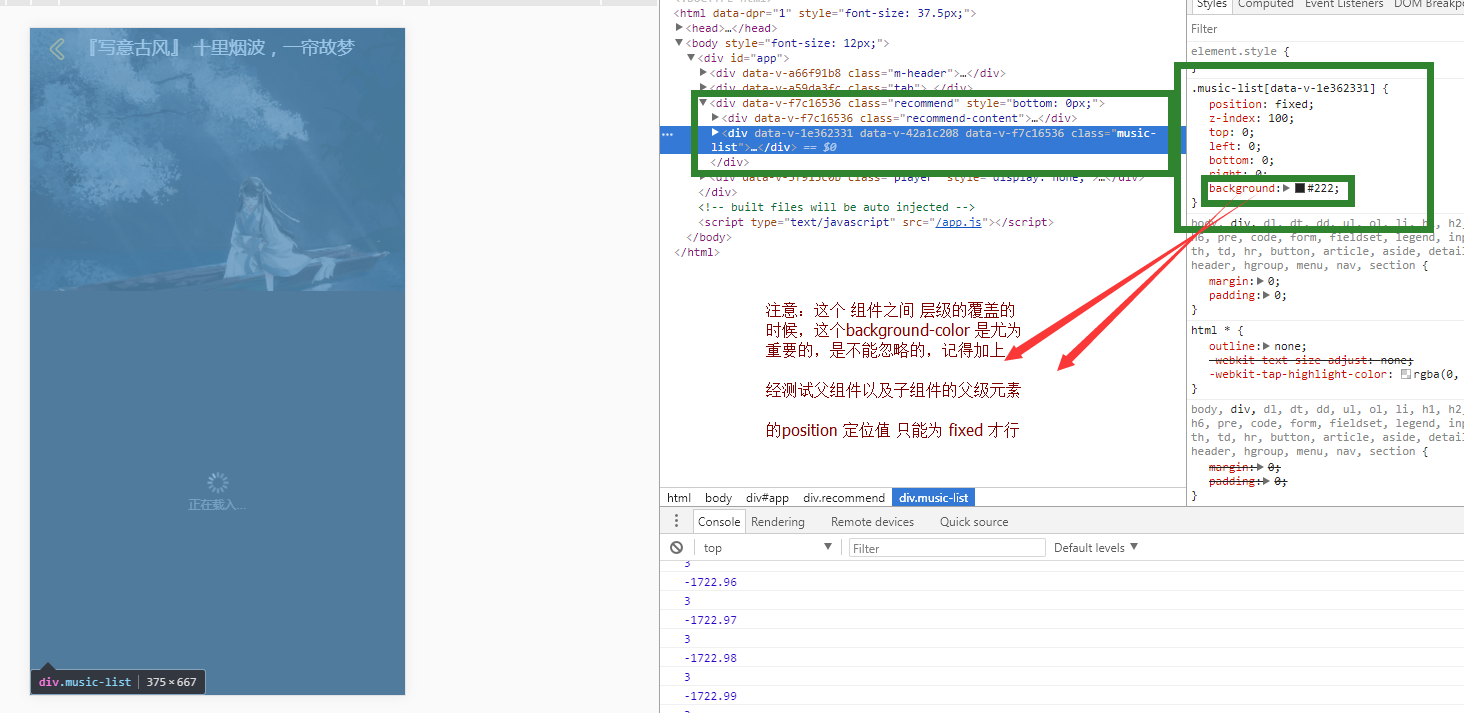 『写意古风』 十里烟波，一帘故梦
正在载入...
div.music-list 375 × 667
<html data-dpr="1" style="font-size: 37.5px;">
<head>…</head>
<body style="font-size: 12px;">
<div id="app">
<div data-v-a66f91b8 class="m-header">…</div>
<div data-v-a59da3fc class="tab">…</div>
<div data-v-f7c16536 class="recommend" style="bottom: 0px;">
<div data-v-f7c16536 class="recommend-content">…</div>
<div data-v-1e362331 data-v-42a1c208 data-v-f7c16536 class="music-
list">…</div> == $0
</div>
<div data-v-5f915c0b class="player" style="display: none;">…</div>
</div>
<!-- built files will be auto injected -->
<script type="text/javascript" src="/app.js"></script>
</body>
</html>
注意：这个 组件之间 层级的覆盖的
时候，这个background-color 是尤为
重要的，是不能忽略的，记得加上
经测试父组件以及子组件的父级元素
的position 定位值 只能为 fixed 才行
html body div#app div.recommend div.music-list
Styles Computed Event Listeners DOM Breakpo
Filter
element.style {
}
.music-list[data-v-1e362331] {
position: fixed;
z-index: 100;
top: 0;
left: 0;
bottom: 0;
right: 0;
background: #222;
}
body, div, dl, dt, dd, ul, ol, li, h1, h2
h6, pre, code, form, fieldset, legend, inp
th, td, hr, button, article, aside, detail
header, hgroup, menu, nav, section {
margin: 0;
padding: 0;
}
html * {
outline: none;
-webkit-text-size-adjust: none;
-webkit-tap-highlight-color: rgba(0,
}
body, div, dl, dt, dd, ul, ol, li, h1, h2
h6, pre, code, form, fieldset, legend, inp
th, td, hr, button, article, aside, detail
header, hgroup, menu, nav, section {
margin: 0;
padding: 0;
}
Console Rendering Remote devices Quick source
top Filter Default levels
3
-1722.96
3
-1722.97
3
-1722.98
3
-1722.99